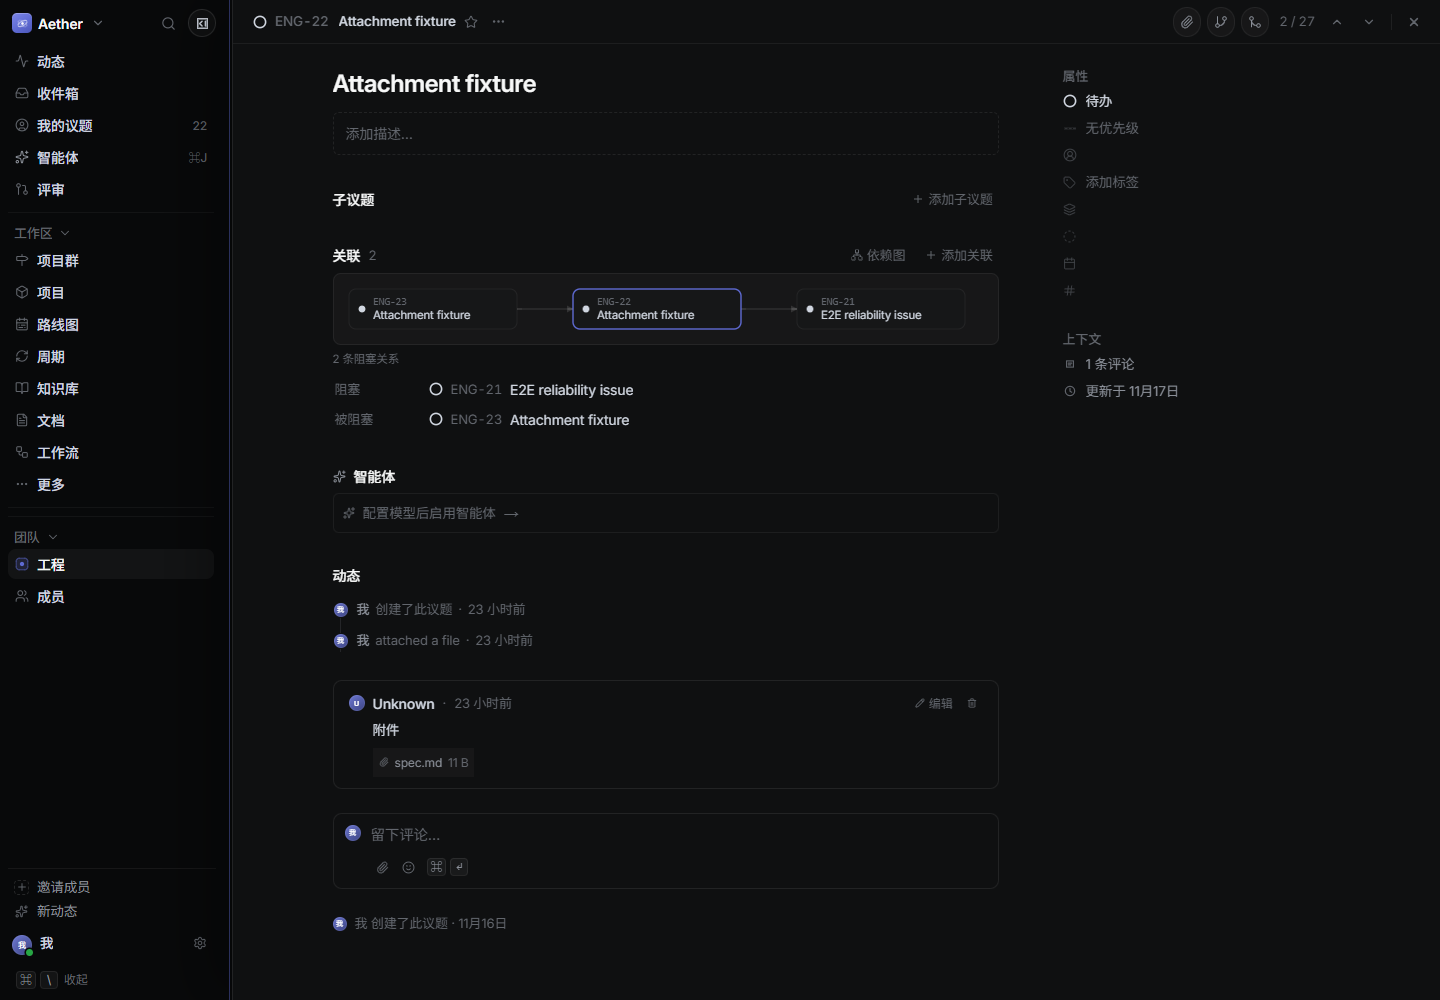 Aether
动态
收件箱
我的议题 22
智能体 ⌘J
评审
工作区
项目群
项目
路线图
周期
知识库
文档
工作流
更多
团队
工程
成员
邀请成员
新动态
我 我
⌘ \ 收起
ENG-22 Attachment fixture
2 / 27
Attachment fixture
添加描述...
子议题
+ 添加子议题
关联 2
依赖图
+ 添加关联
ENG-23
Attachment fixture
ENG-22
Attachment fixture
ENG-21
E2E reliability issue
2 条阻塞关系
阻塞 ENG-21 E2E reliability issue
被阻塞 ENG-23 Attachment fixture
智能体
配置模型后启用智能体 →
动态
我 我 创建了此议题 · 23 小时前
我 我 attached a file · 23 小时前
U Unknown · 23 小时前
编辑
附件
spec.md 11 B
我 留下评论...
⌘ ↵
我 我 创建了此议题 · 11月16日
属性
待办
无优先级
添加标签
上下文
1 条评论
更新于 11月17日